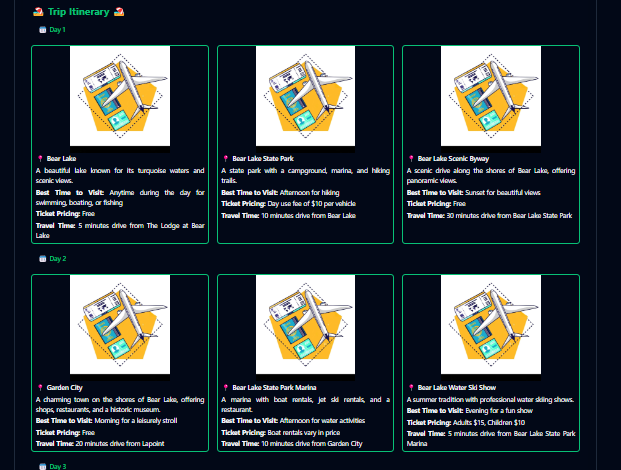 Trip Itinerary
Day 1
Bear Lake
A beautiful lake known for its turquoise waters and
scenic views.
Best Time to Visit: Anytime during the day for
swimming, boating, or fishing
Ticket Pricing: Free
Travel Time: 5 minutes drive from The Lodge at Bear
Lake
Bear Lake State Park
A state park with a campground, marina, and hiking
trails.
Best Time to Visit: Afternoon for hiking
Ticket Pricing: Day use fee of $10 per vehicle
Travel Time: 10 minutes drive from Bear Lake
Bear Lake Scenic Byway
A scenic drive along the shores of Bear Lake, offering
panoramic views.
Best Time to Visit: Sunset for beautiful views
Ticket Pricing: Free
Travel Time: 30 minutes drive from Bear Lake State Park
Day 2
Garden City
A charming town on the shores of Bear Lake, offering
shops, restaurants, and a historic museum.
Best Time to Visit: Morning for a leisurely stroll
Ticket Pricing: Free
Travel Time: 20 minutes drive from Lapoint
Bear Lake State Park Marina
A marina with boat rentals, jet ski rentals, and a
restaurant.
Best Time to Visit: Afternoon for water activities
Ticket Pricing: Boat rentals vary in price
Travel Time: 10 minutes drive from Garden City
Bear Lake Water Ski Show
A summer tradition with professional water skiing shows.
Best Time to Visit: Evening for a fun show
Ticket Pricing: Adults $15, Children $10
Travel Time: 5 minutes drive from Bear Lake State Park
Marina
Day 3